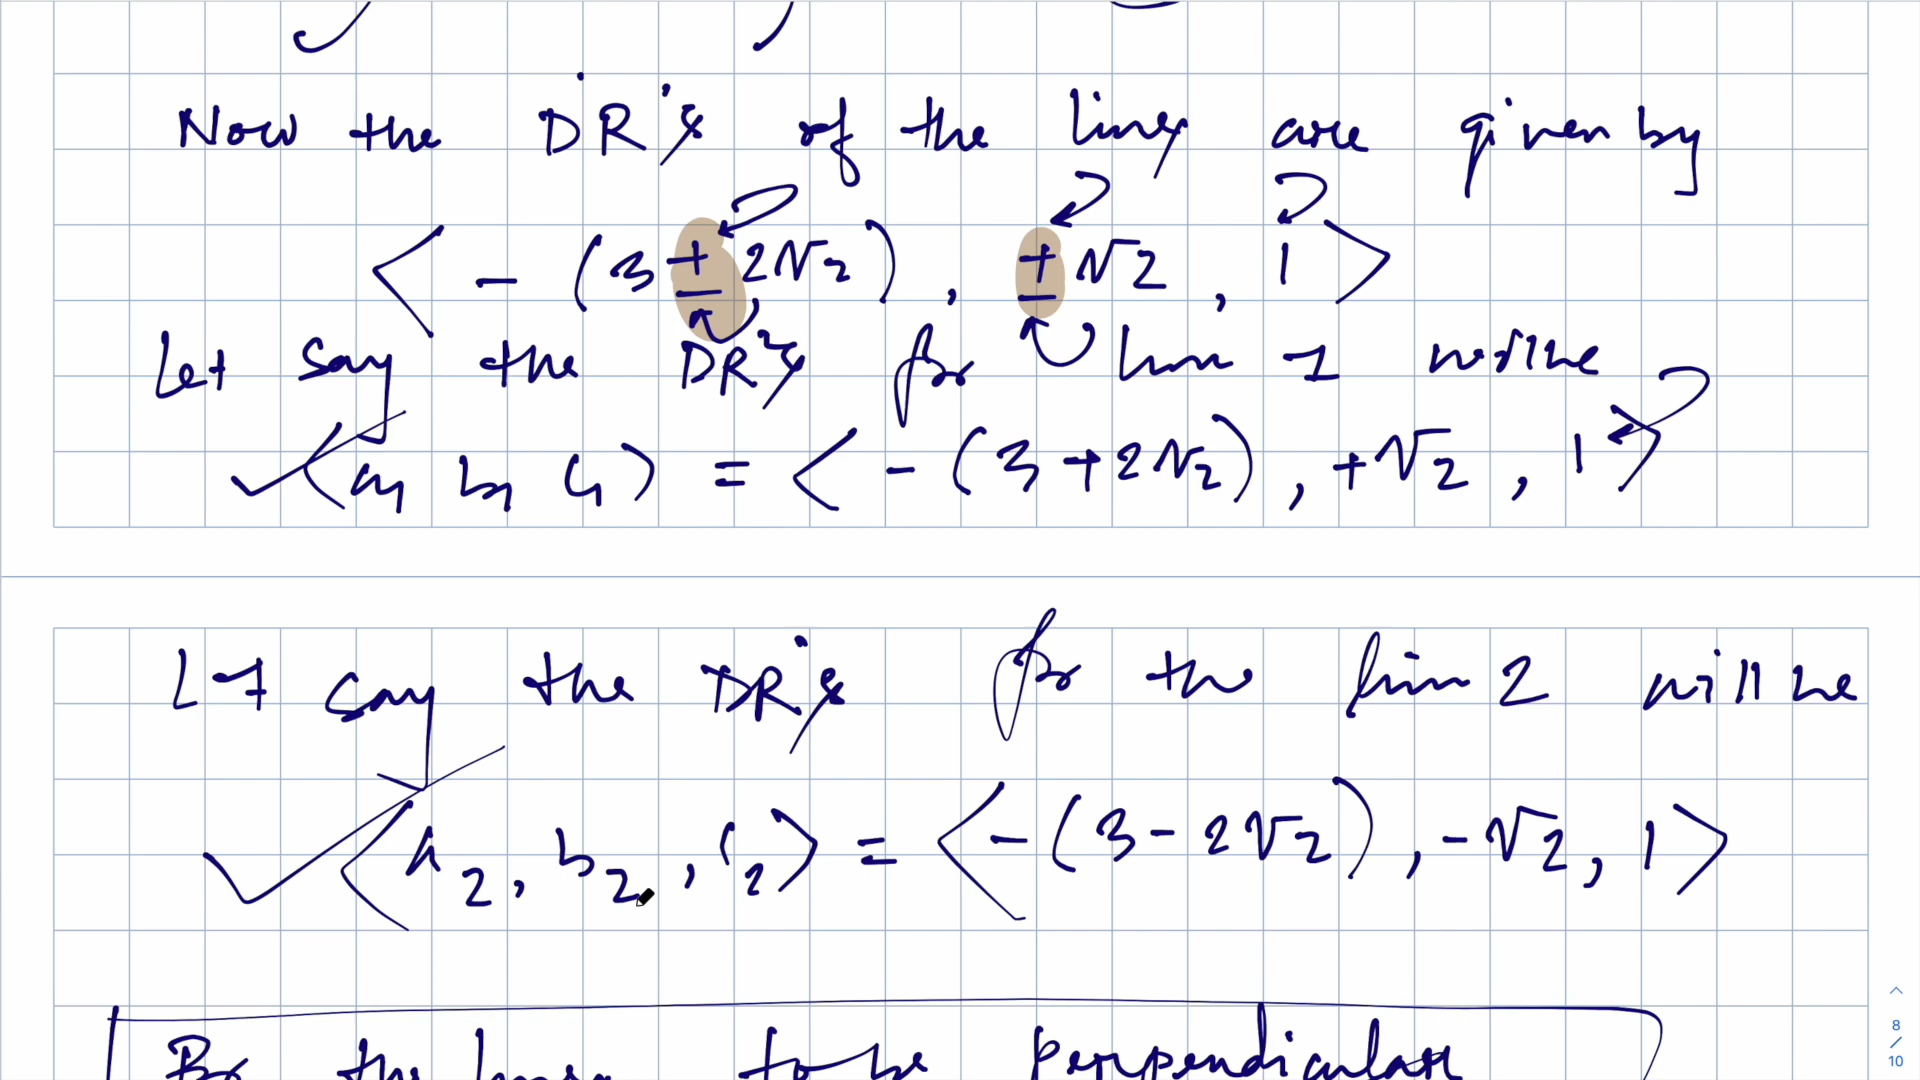 Now the DR's of the lines are given by
< - (3 ± 2√2) , ± √2 , 1 >
Let say the DR's for line 1 will be
⟨a₁ b₁ c₁⟩ = < - (3 + 2√2) , +√2 , 1 >
Let say the DR's for the line 2 will be
< a₂ , b₂ , c₂ > = < - (3 - 2√2) , -√2 , 1 >
for the lines to be perpendicular
8
/
10